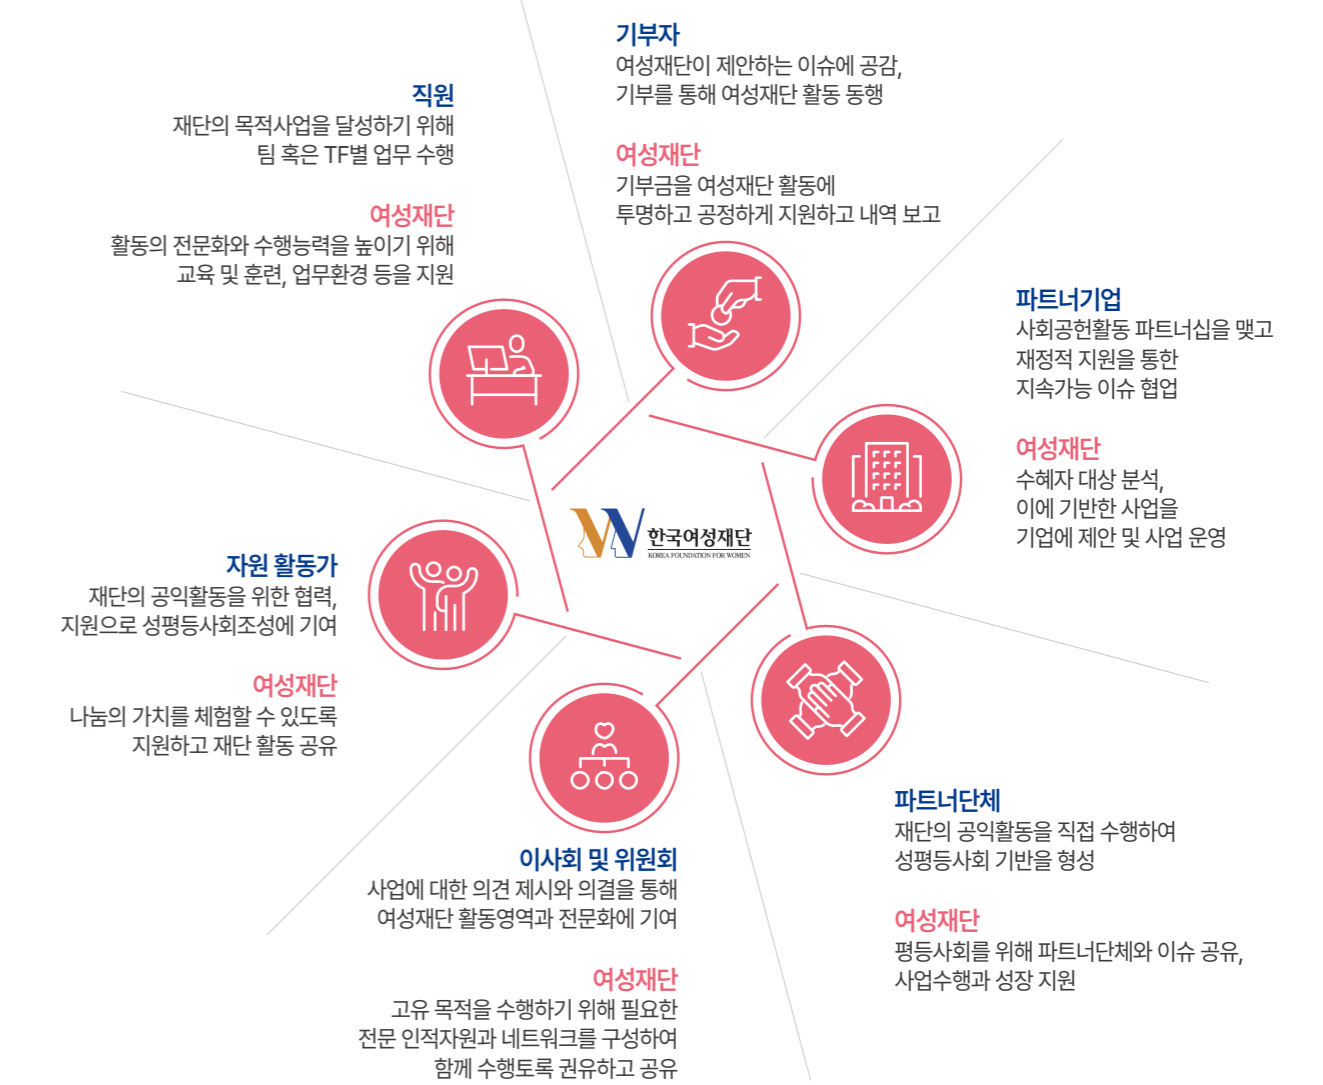 기부자
여성재단이 제안하는 이슈에 공감,
기부를 통해 여성재단 활동 동행
여성재단
기부금을 여성재단 활동에
투명하고 공정하게 지원하고 내역 보고
직원
재단의 목적사업을 달성하기 위해
팀 혹은 TF별 업무 수행
여성재단
활동의 전문화와 수행능력을 높이기 위해
교육 및 훈련, 업무환경 등을 지원
파트너기업
사회공헌활동 파트너십을 맺고
재정적 지원을 통한
지속가능 이슈 협업
여성재단
수혜자 대상 분석,
이에 기반한 사업을
기업에 제안 및 사업 운영
한국여성재단
KOREA FOUNDATION FOR WOMEN
자원 활동가
재단의 공익활동을 위한 협력,
지원으로 성평등사회조성에 기여
여성재단
나눔의 가치를 체험할 수 있도록
지원하고 재단 활동 공유
파트너단체
재단의 공익활동을 직접 수행하여
성평등사회 기반을 형성
여성재단
평등사회를 위해 파트너단체와 이슈 공유,
사업수행과 성장 지원
이사회 및 위원회
사업에 대한 의견 제시와 의결을 통해
여성재단 활동영역과 전문화에 기여
여성재단
고유 목적을 수행하기 위해 필요한
전문 인적자원과 네트워크를 구성하여
함께 수행토록 권유하고 공유